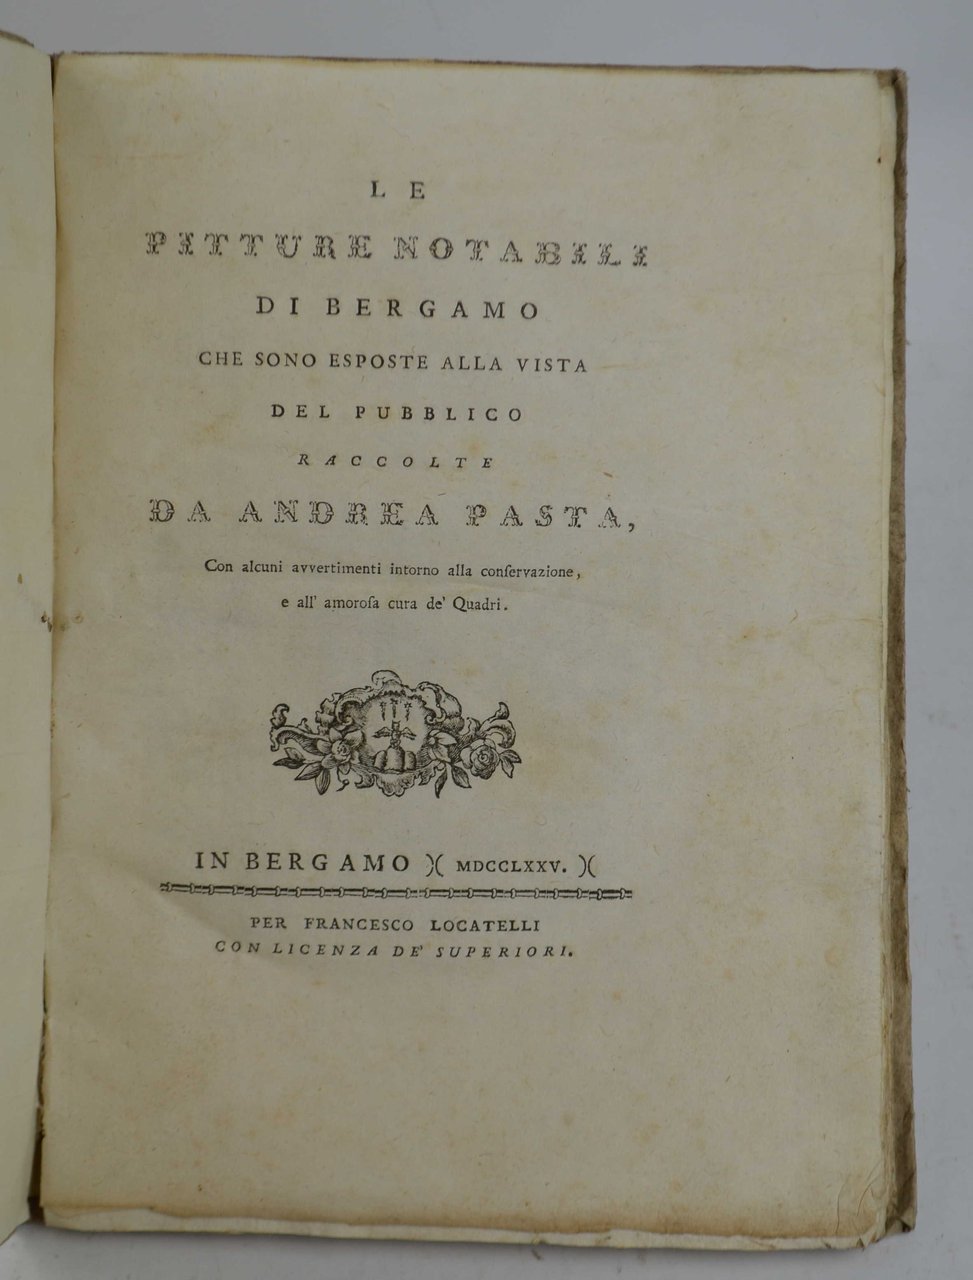 LE
PITTURE NOTABILI
DI BERGAMO
CHE SONO ESPOSTE ALLA VISTA
DEL PUBBLICO
RACCOLTE
DA ANDREA PASTA,
Con alcuni avvertimenti intorno alla conſervazione,
e all' amoroſa cura de' Quadri.
IN BERGAMO )( MDCCLXXV. )(
PER FRANCESCO LOCATELLI
CON LICENZA DE' SUPERIORI.